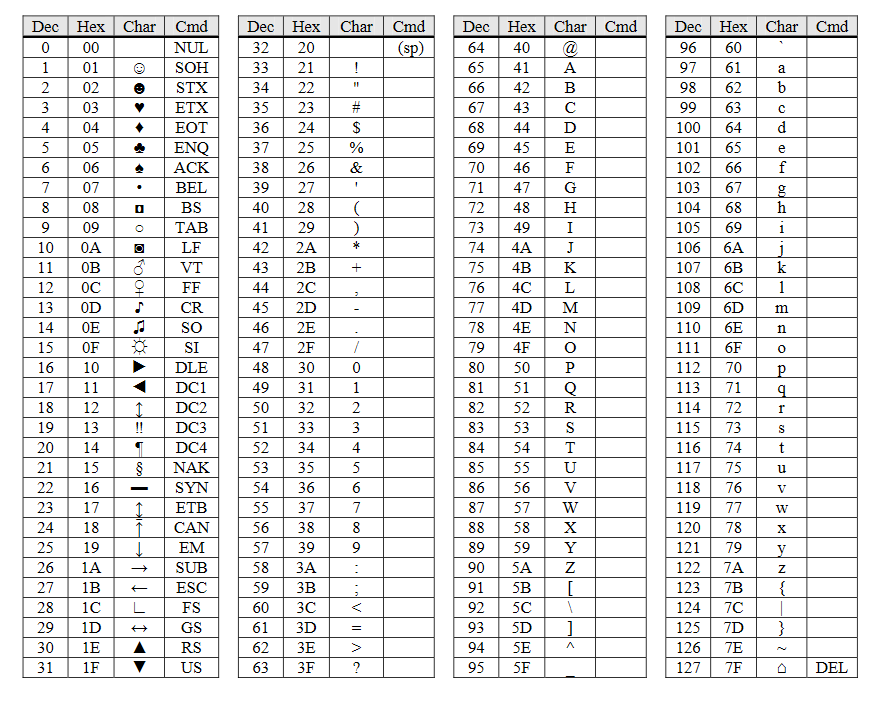 Dec Hex Char Cmd Dec Hex Char Cmd Dec Hex Char Cmd Dec Hex Char Cmd
0 00 NUL 32 20 (sp) 64 40 @ 96 60 `
1 01 ☺ SOH 33 21 ! 65 41 A 97 61 a
2 02 ☻ STX 34 22 " 66 42 B 98 62 b
3 03 ♥ ETX 35 23 # 67 43 C 99 63 c
4 04 ♦ EOT 36 24 $ 68 44 D 100 64 d
5 05 ♣ ENQ 37 25 % 69 45 E 101 65 e
6 06 ♠ ACK 38 26 & 70 46 F 102 66 f
7 07 • BEL 39 27 ' 71 47 G 103 67 g
8 08 ◘ BS 40 28 ( 72 48 H 104 68 h
9 09 ○ TAB 41 29 ) 73 49 I 105 69 i
10 0A ◙ LF 42 2A * 74 4A J 106 6A j
11 0B ♂ VT 43 2B + 75 4B K 107 6B k
12 0C ♀ FF 44 2C , 76 4C L 108 6C l
13 0D ♪ CR 45 2D - 77 4D M 109 6D m
14 0E ♫ SO 46 2E . 78 4E N 110 6E n
15 0F ☼ SI 47 2F / 79 4F O 111 6F o
16 10 ► DLE 48 30 0 80 50 P 112 70 p
17 11 ◄ DC1 49 31 1 81 51 Q 113 71 q
18 12 ↕ DC2 50 32 2 82 52 R 114 72 r
19 13 ‼ DC3 51 33 3 83 53 S 115 73 s
20 14 ¶ DC4 52 34 4 84 54 T 116 74 t
21 15 § NAK 53 35 5 85 55 U 117 75 u
22 16 ▬ SYN 54 36 6 86 56 V 118 76 v
23 17 ↨ ETB 55 37 7 87 57 W 119 77 w
24 18 ↑ CAN 56 38 8 88 58 X 120 78 x
25 19 ↓ EM 57 39 9 89 59 Y 121 79 y
26 1A → SUB 58 3A : 90 5A Z 122 7A z
27 1B ← ESC 59 3B ; 91 5B [ 123 7B {
28 1C ∟ FS 60 3C < 92 5C \ 124 7C |
29 1D ↔ GS 61 3D = 93 5D ] 125 7D }
30 1E ▲ RS 62 3E > 94 5E ^ 126 7E ~
31 1F ▼ US 63 3F ? 95 5F _ 127 7F ⌂ DEL